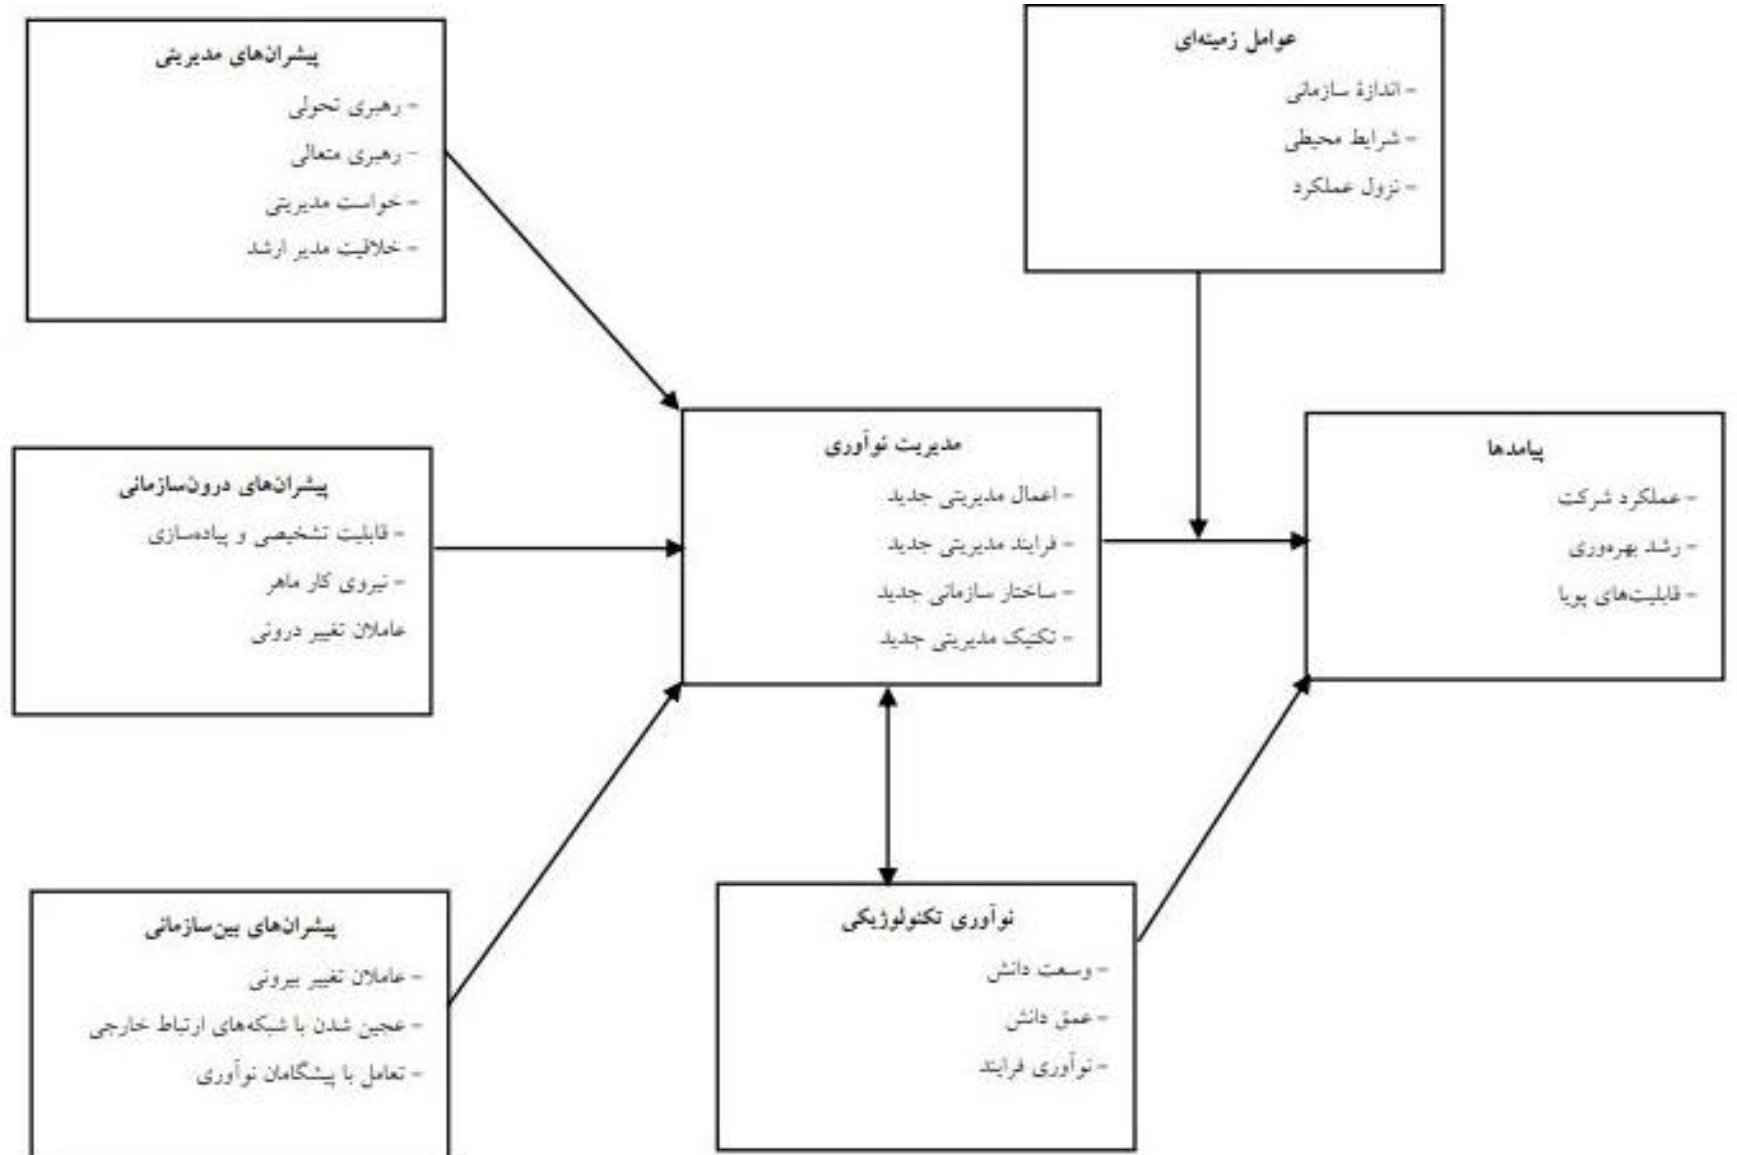 پیشران‌های مدیریتی
- رهبری تحولی
- رهبری متعالی
- خواست مدیریتی
- خلاقیت مدیر ارشد
عوامل زمینه‌ای
- اندازۀ سازمانی
- شرایط محیطی
- نزول عملکرد
پیشران‌های درون‌سازمانی
- قابلیت تشخیصی و پیاده‌سازی
- نیروی کار ماهر
عاملان تغییر درونی
مدیریت نوآوری
- اعمال مدیریتی جدید
- فرایند مدیریتی جدید
- ساختار سازمانی جدید
- تکنیک مدیریتی جدید
پیامدها
- عملکرد شرکت
- رشد بهره‌وری
- قابلیت‌های پویا
پیشران‌های بین‌سازمانی
- عاملان تغییر بیرونی
- عجین شدن با شبکه‌های ارتباط خارجی
- تعامل با پیشگامان نوآوری
نوآوری تکنولوژیکی
- وسعت دانش
- عمق دانش
- نوآوری فرایند